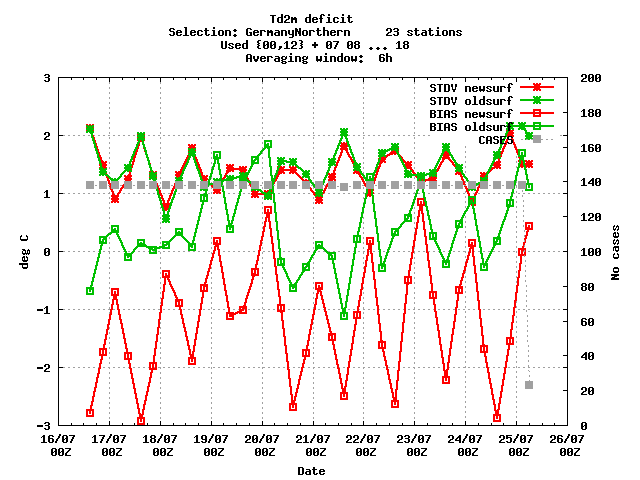 Td2m deficit
Selection: GermanyNorthern     23 stations
Used {00,12} + 07 08 ... 18
Averaging window:  6h
STDV newsurf
STDV oldsurf
BIAS newsurf
BIAS oldsurf
CASES
3
2
1
0
-1
-2
-3
deg C
200
180
160
140
120
100
80
60
40
20
0
No cases
16/07 17/07 18/07 19/07 20/07 21/07 22/07 23/07 24/07 25/07 26/07
00Z 00Z 00Z 00Z 00Z 00Z 00Z 00Z 00Z 00Z 00Z
Date